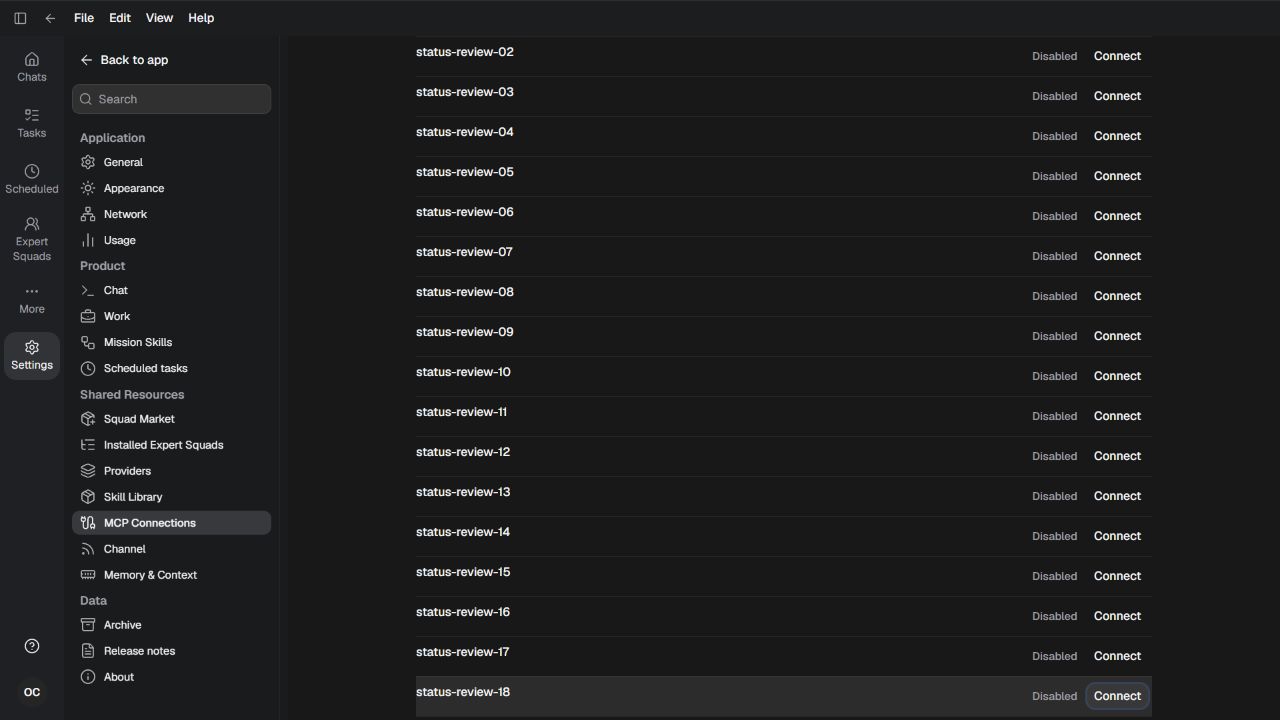 File Edit View Help
Chats
Tasks
Scheduled
Expert
Squads
More
Settings
OC
Back to app
Search
Application
General
Appearance
Network
Usage
Product
Chat
Work
Mission Skills
Scheduled tasks
Shared Resources
Squad Market
Installed Expert Squads
Providers
Skill Library
MCP Connections
Channel
Memory & Context
Data
Archive
Release notes
About
status-review-02 Disabled Connect
status-review-03 Disabled Connect
status-review-04 Disabled Connect
status-review-05 Disabled Connect
status-review-06 Disabled Connect
status-review-07 Disabled Connect
status-review-08 Disabled Connect
status-review-09 Disabled Connect
status-review-10 Disabled Connect
status-review-11 Disabled Connect
status-review-12 Disabled Connect
status-review-13 Disabled Connect
status-review-14 Disabled Connect
status-review-15 Disabled Connect
status-review-16 Disabled Connect
status-review-17 Disabled Connect
status-review-18 Disabled Connect